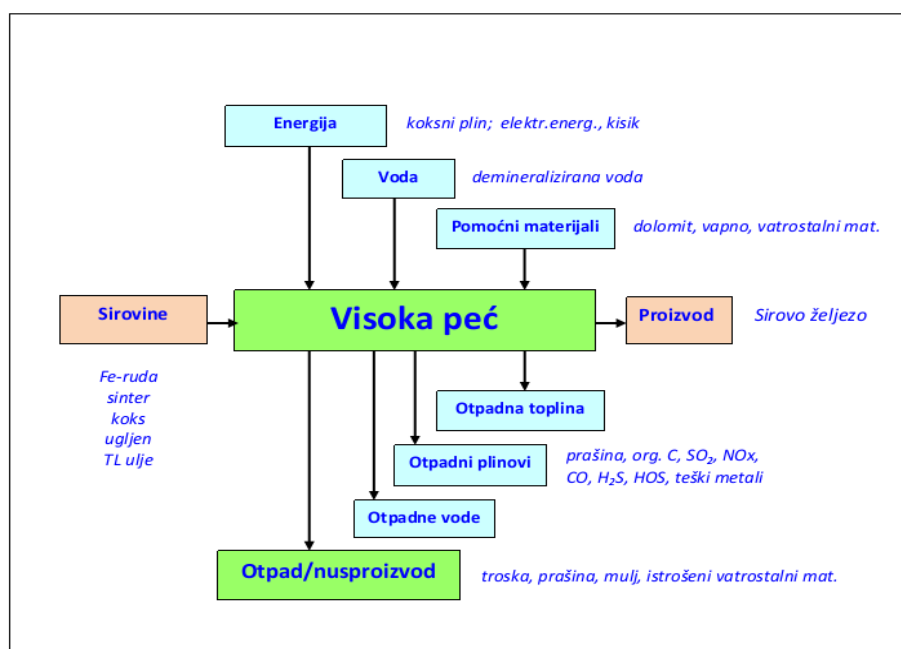 Energija
koksni plin; elektr.energ., kisik
Voda
demineralizirana voda
Pomoćni materijali
dolomit, vapno, vatrostalni mat.
Sirovine
Visoka peć
Proizvod
Sirovo željezo
Fe-ruda
sinter
koks
ugljen
TL ulje
Otpadna toplina
Otpadni plinovi
prašina, org. C, SO₂, NOx,
CO, H₂S, HOS, teški metali
Otpadne vode
Otpad/nusproizvod
troska, prašina, mulj, istrošeni vatrostalni mat.